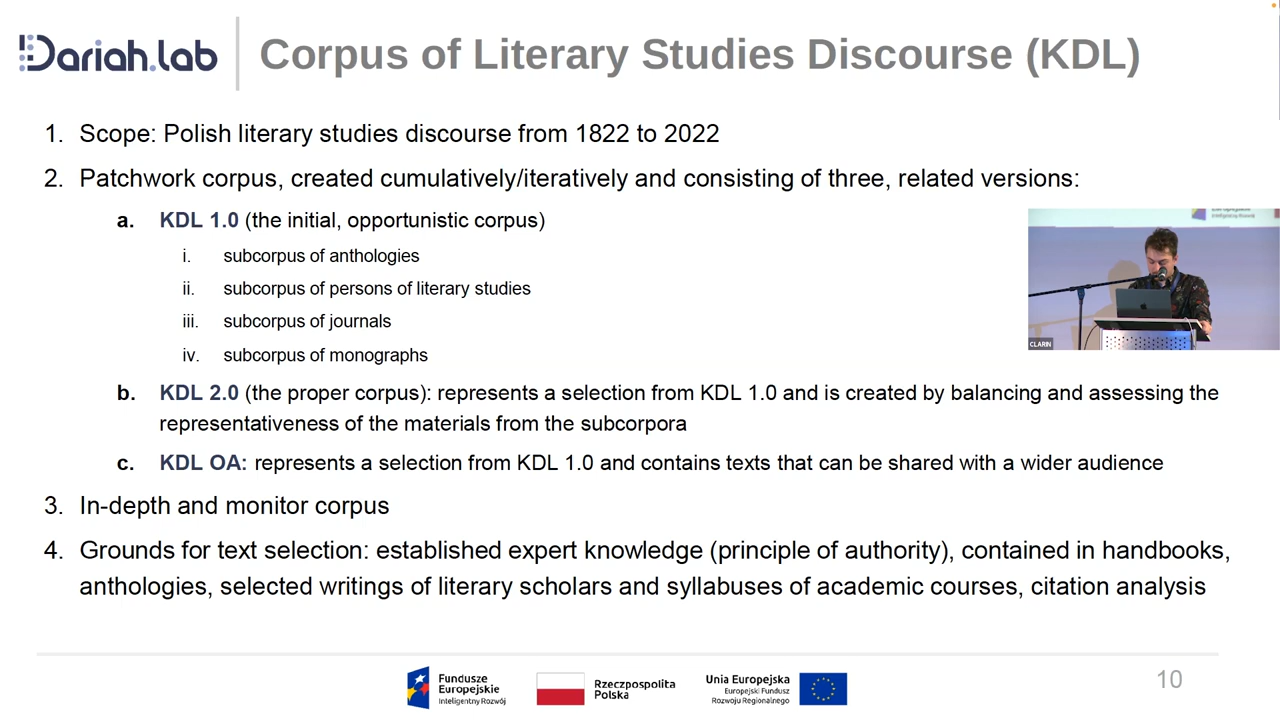 Dariah.lab
Corpus of Literary Studies Discourse (KDL)
1. Scope: Polish literary studies discourse from 1822 to 2022
2. Patchwork corpus, created cumulatively/iteratively and consisting of three, related versions:
a. KDL 1.0 (the initial, opportunistic corpus)
i. subcorpus of anthologies
ii. subcorpus of persons of literary studies
iii. subcorpus of journals
iv. subcorpus of monographs
b. KDL 2.0 (the proper corpus): represents a selection from KDL 1.0 and is created by balancing and assessing the
representativeness of the materials from the subcorpora
c. KDL OA: represents a selection from KDL 1.0 and contains texts that can be shared with a wider audience
3. In-depth and monitor corpus
4. Grounds for text selection: established expert knowledge (principle of authority), contained in handbooks,
anthologies, selected writings of literary scholars and syllabuses of academic courses, citation analysis
CLARIN
Fundusze
Europejskie
Inteligentny Rozwój
Rzeczpospolita
Polska
Unia Europejska
Europejski Fundusz
Rozwoju Regionalnego
10